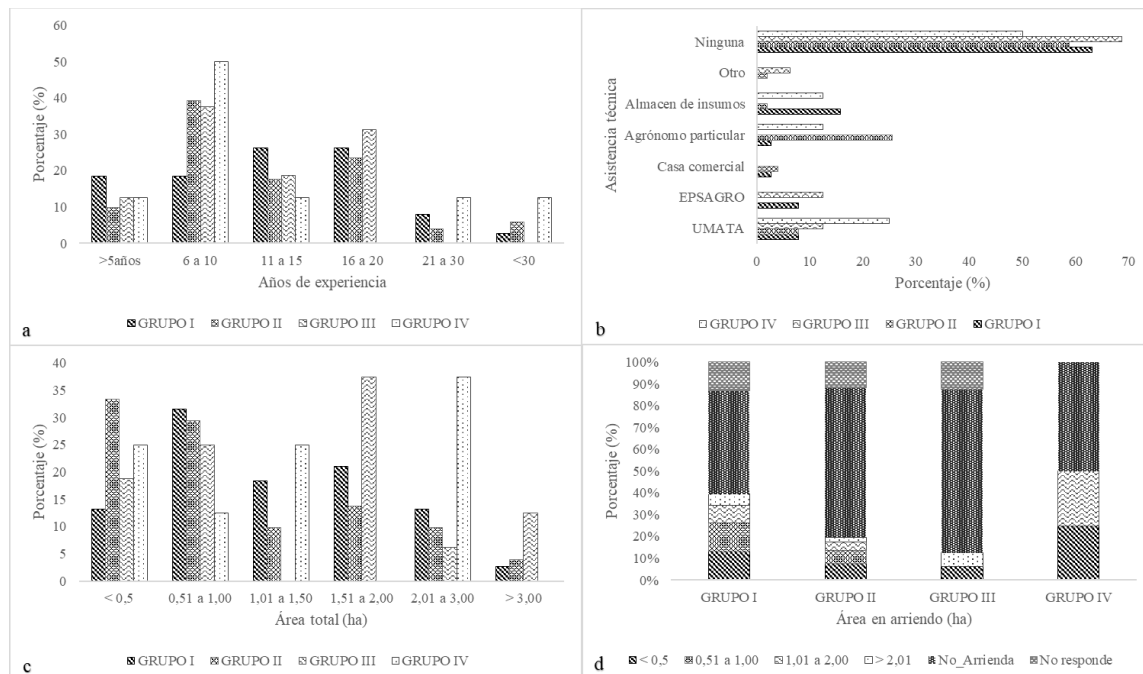 60
50
40
30
20
10
0
Porcentaje (%)
>5años 6 a 10 11 a 15 16 a 20 21 a 30 <30
Años de experiencia
a
GRUPO I GRUPO II GRUPO III GRUPO IV
Asistencia técnica
Ninguna
Otro
Almacen de insumos
Agrónomo particular
Casa comercial
EPSAGRO
UMATA
0 10 20 30 40 50 60 70
Porcentaje (%)
b
GRUPO IV GRUPO III GRUPO II GRUPO I
40
35
30
25
20
15
10
5
0
Porcentaje (%)
< 0,5 0,51 a 1,00 1,01 a 1,50 1,51 a 2,00 2,01 a 3,00 > 3,00
Área total (ha)
c
GRUPO I GRUPO II GRUPO III GRUPO IV
100%
90%
80%
70%
60%
50%
40%
30%
20%
10%
0%
Porcentaje (%)
GRUPO I GRUPO II GRUPO III GRUPO IV
Área en arriendo (ha)
d
< 0,5 0,51 a 1,00 1,01 a 2,00 > 2,01 No_Arrienda No responde